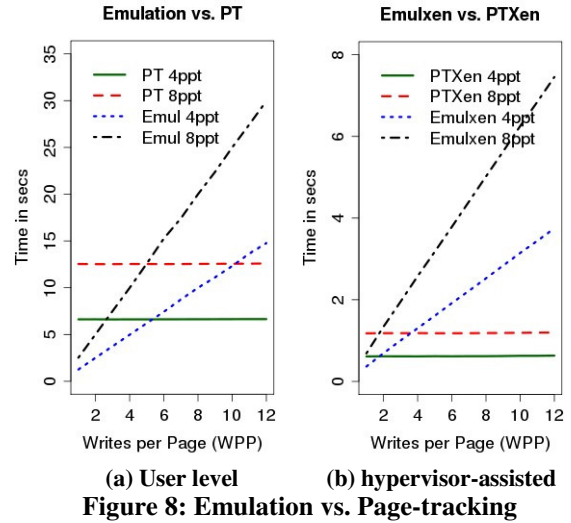 Emulation vs. PT
35
30
25
20
15
10
5
0
Time in secs
PT 4ppt
PT 8ppt
Emul 4ppt
Emul 8ppt
2 4 6 8 10 12
Writes per Page (WPP)
(a) User level
Emulxen vs. PTXen
8
6
4
2
0
Time in secs
PTXen 4ppt
PTXen 8ppt
Emulxen 4ppt
Emulxen 8ppt
2 4 6 8 10 12
Writes per Page (WPP)
(b) hypervisor-assisted
Figure 8: Emulation vs. Page-tracking